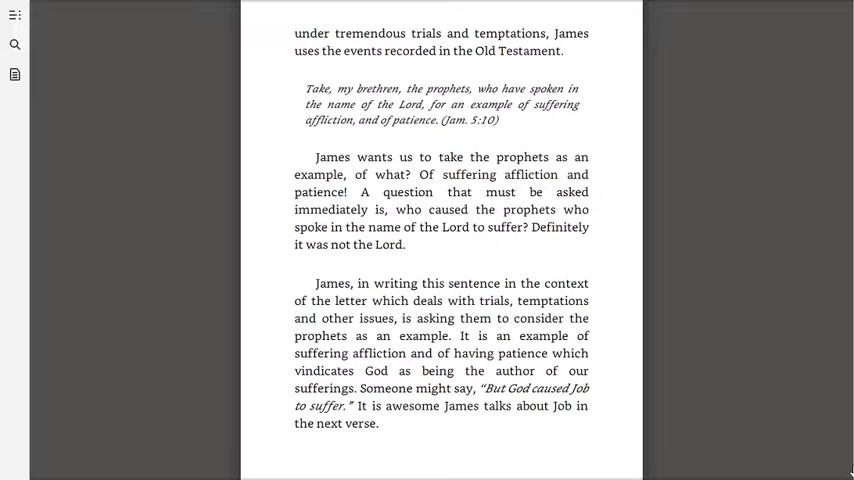 under tremendous trials and temptations, James
uses the events recorded in the Old Testament.
Take, my brethren, the prophets, who have spoken in
the name of the Lord, for an example of suffering
affliction, and of patience. (Jam. 5:10)
James wants us to take the prophets as an
example, of what? Of suffering affliction and
patience! A question that must be asked
immediately is, who caused the prophets who
spoke in the name of the Lord to suffer? Definitely
it was not the Lord.
James, in writing this sentence in the context
of the letter which deals with trials, temptations
and other issues, is asking them to consider the
prophets as an example. It is an example of
suffering affliction and of having patience which
vindicates God as being the author of our
sufferings. Someone might say, “But God caused Job
to suffer.” It is awesome James talks about Job in
the next verse.